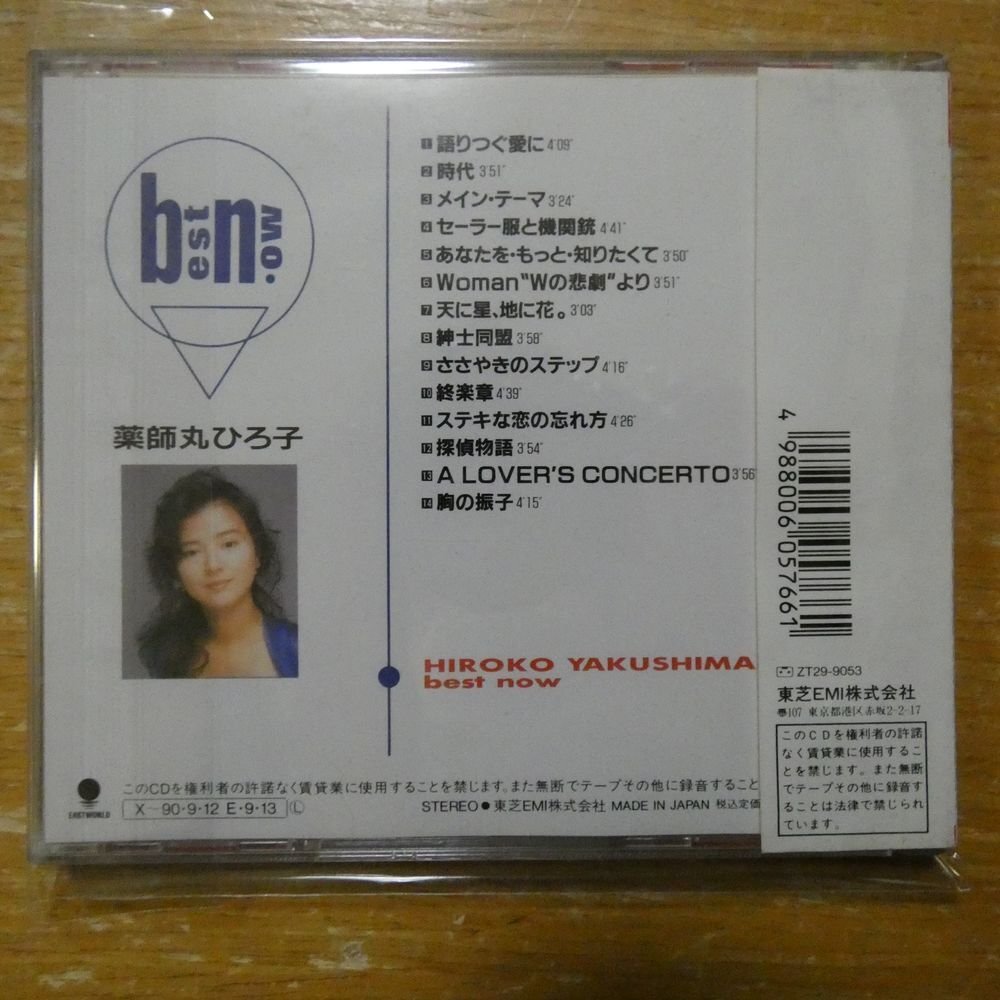 best now.
薬師丸ひろ子
1 語りつぐ愛に 4'09"
2 時代 3'51"
3 メイン・テーマ 3'24"
4 セーラー服と機関銃 4'41"
5 あなたを・もっと・知りたくて 3'50"
6 Woman“Wの悲劇”より 3'51"
7 天に星、地に花。 3'03"
8 紳士同盟 3'58"
9 ささやきのステップ 4'16"
10 終楽章 4'39"
11 ステキな恋の忘れ方 4'26"
12 探偵物語 3'54"
13 A LOVER'S CONCERTO 3'56"
14 胸の振子 4'15"
HIROKO YAKUSHIMA
best now
EASTWORLD
このCDを権利者の許諾なく賃貸業に使用することを禁じます。また無断でテープその他に録音すること
X-90・9・12 E・9・13 Ⓛ
STEREO ● 東芝EMI株式会社 MADE IN JAPAN 税込定価
4 988006 057661
ZT29-9053
東芝EMI株式会社
〒107 東京都港区赤坂2-2-17
このCDを権利者の許諾
なく賃貸業に使用するこ
とを禁じます。また無断
でテープその他に録音す
ることは法律で禁じられ
ています。